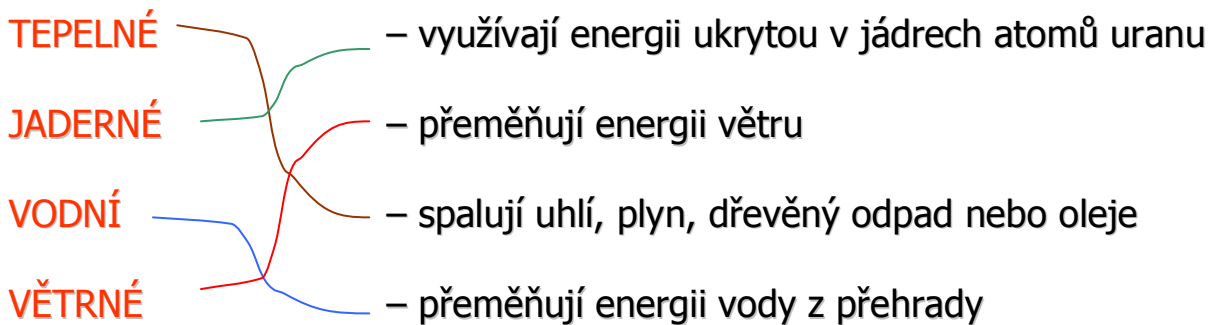 TEPELNÉ – využívají energii ukrytou v jádrech atomů uranu
JADERNÉ – přeměňují energii větru
VODNÍ – spalují uhlí, plyn, dřevěný odpad nebo oleje
VĚTRNÉ – přeměňují energii vody z přehrady